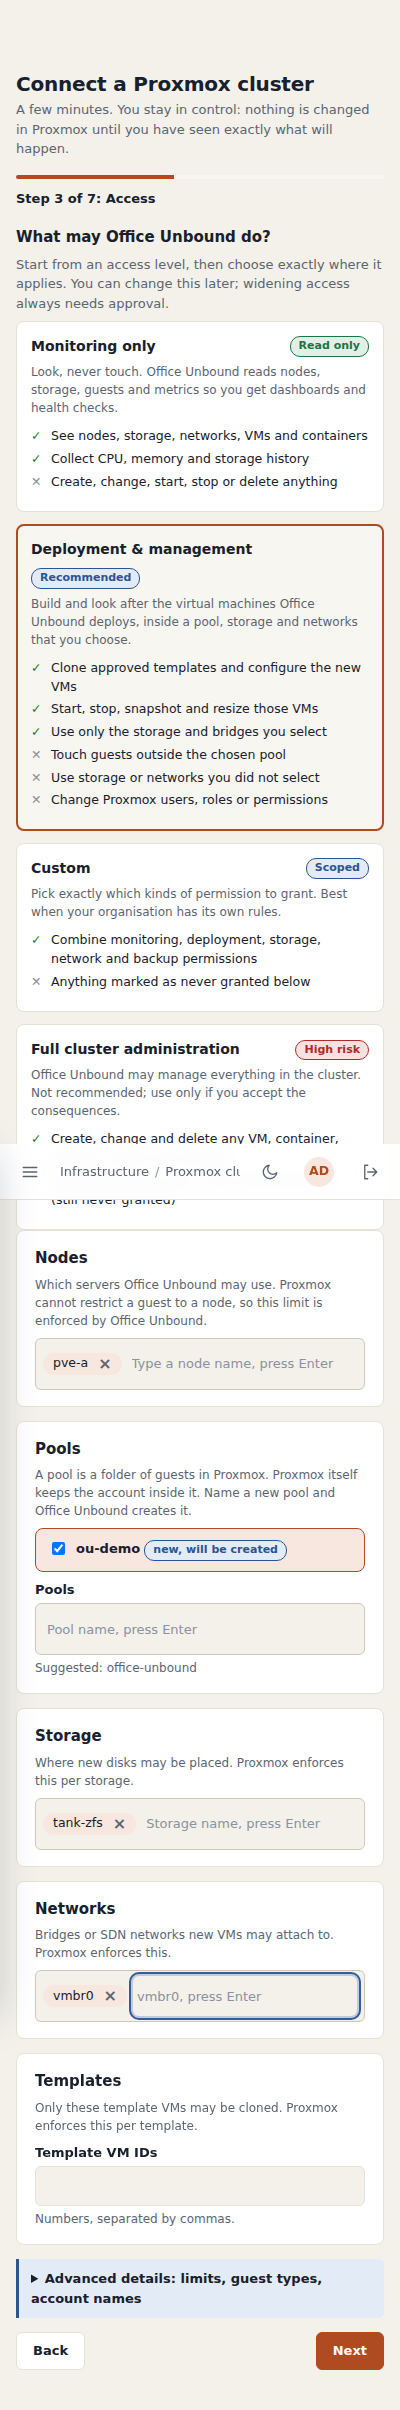 Connect a Proxmox cluster
A few minutes. You stay in control: nothing is changed
in Proxmox until you have seen exactly what will
happen.
Step 3 of 7: Access
What may Office Unbound do?
Start from an access level, then choose exactly where it
applies. You can change this later; widening access
always needs approval.
Monitoring only
Read only
Look, never touch. Office Unbound reads nodes,
storage, guests and metrics so you get dashboards and
health checks.
✓ See nodes, storage, networks, VMs and containers
✓ Collect CPU, memory and storage history
✕ Create, change, start, stop or delete anything
Deployment & management
Recommended
Build and look after the virtual machines Office
Unbound deploys, inside a pool, storage and networks
that you choose.
✓ Clone approved templates and configure the new
VMs
✓ Start, stop, snapshot and resize those VMs
✓ Use only the storage and bridges you select
✕ Touch guests outside the chosen pool
✕ Use storage or networks you did not select
✕ Change Proxmox users, roles or permissions
Custom
Scoped
Pick exactly which kinds of permission to grant. Best
when your organisation has its own rules.
✓ Combine monitoring, deployment, storage,
network and backup permissions
✕ Anything marked as never granted below
Full cluster administration
High risk
Office Unbound may manage everything in the cluster.
Not recommended; use only if you accept the
consequences.
✓ Create, change and delete any VM, container,
Infrastructure / Proxmox clu
AD
(still never granted)
Nodes
Which servers Office Unbound may use. Proxmox
cannot restrict a guest to a node, so this limit is
enforced by Office Unbound.
pve-a ✕ Type a node name, press Enter
Pools
A pool is a folder of guests in Proxmox. Proxmox itself
keeps the account inside it. Name a new pool and
Office Unbound creates it.
ou-demo new, will be created
Pools
Pool name, press Enter
Suggested: office-unbound
Storage
Where new disks may be placed. Proxmox enforces
this per storage.
tank-zfs ✕ Storage name, press Enter
Networks
Bridges or SDN networks new VMs may attach to.
Proxmox enforces this.
vmbr0 ✕ vmbr0, press Enter
Templates
Only these template VMs may be cloned. Proxmox
enforces this per template.
Template VM IDs
Numbers, separated by commas.
▶ Advanced details: limits, guest types,
account names
Back
Next